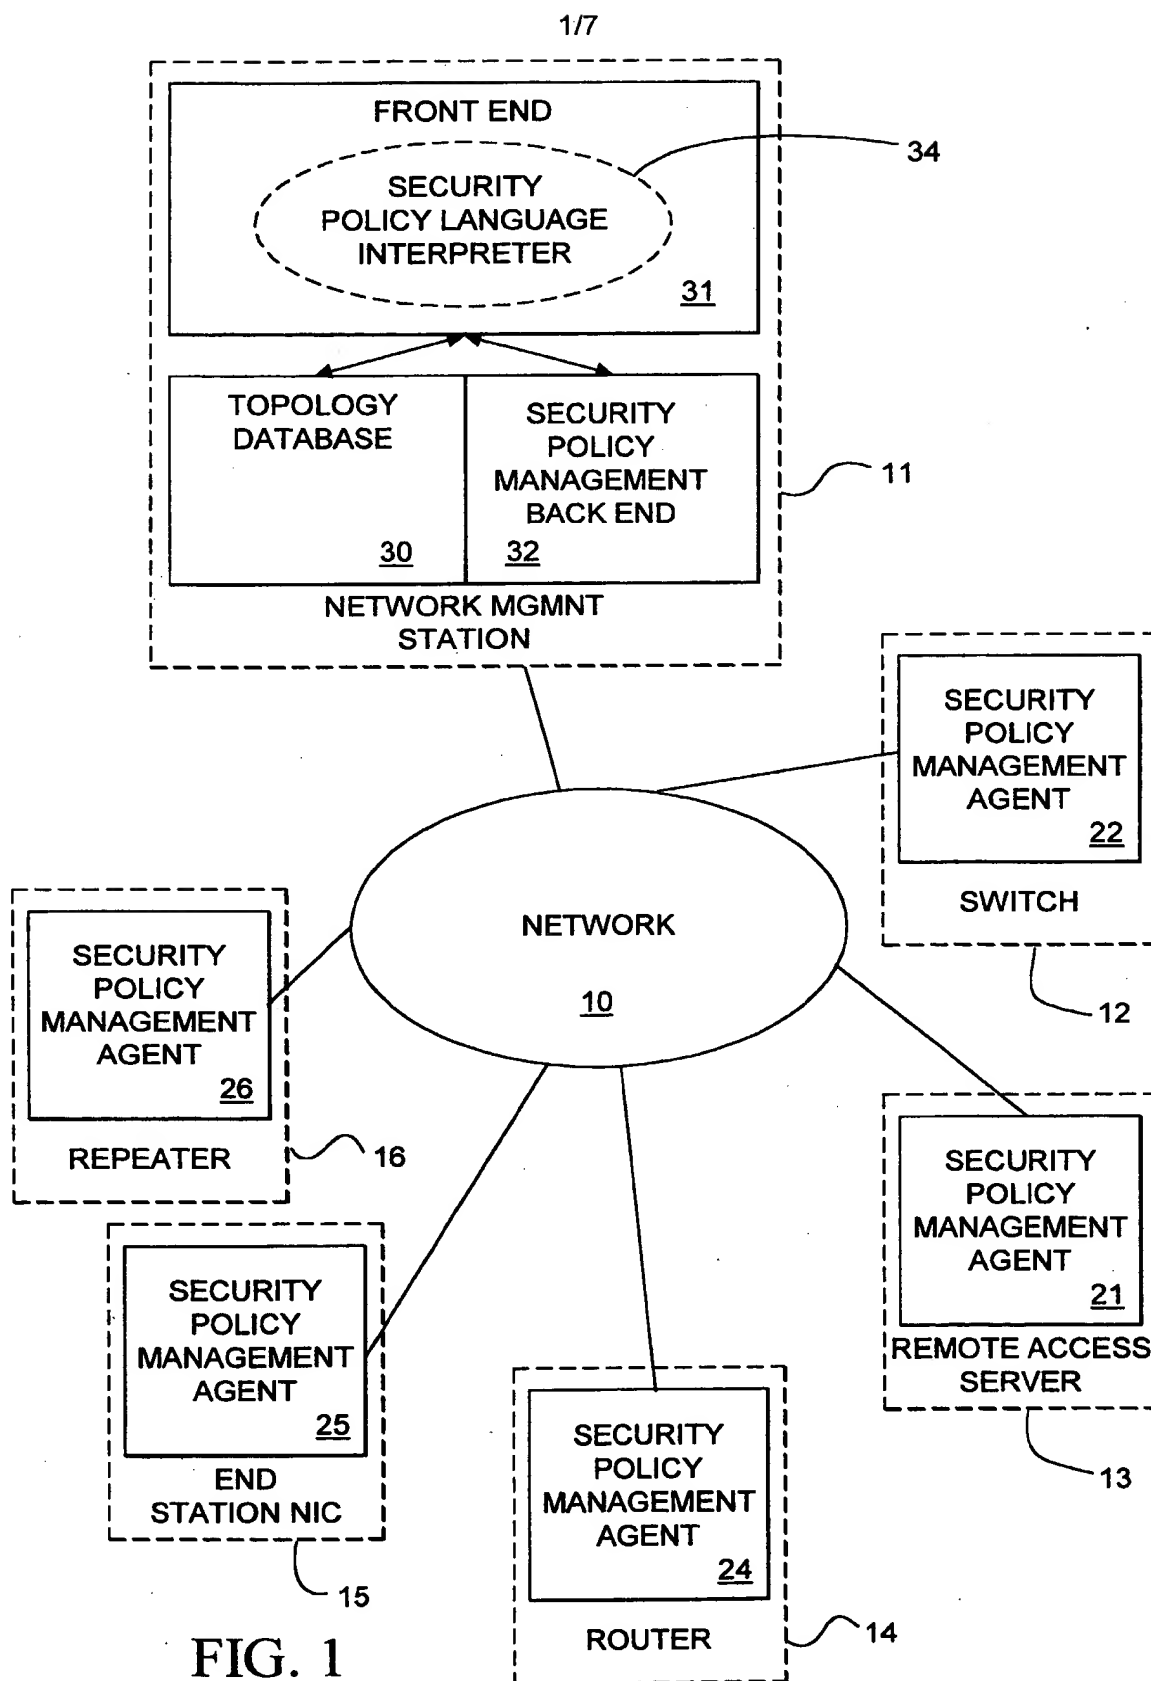 1/7
FRONT END
34
SECURITY
POLICY LANGUAGE
INTERPRETER
31
TOPOLOGY
DATABASE
30
SECURITY
POLICY
MANAGEMENT
BACK END
32
11
NETWORK MGMNT
STATION
SECURITY
POLICY
MANAGEMENT
AGENT
22
SWITCH
12
NETWORK
10
SECURITY
POLICY
MANAGEMENT
AGENT
26
REPEATER
16
SECURITY
POLICY
MANAGEMENT
AGENT
21
REMOTE ACCESS
SERVER
13
SECURITY
POLICY
MANAGEMENT
AGENT
25
END
STATION NIC
15
SECURITY
POLICY
MANAGEMENT
AGENT
24
ROUTER
14
FIG. 1